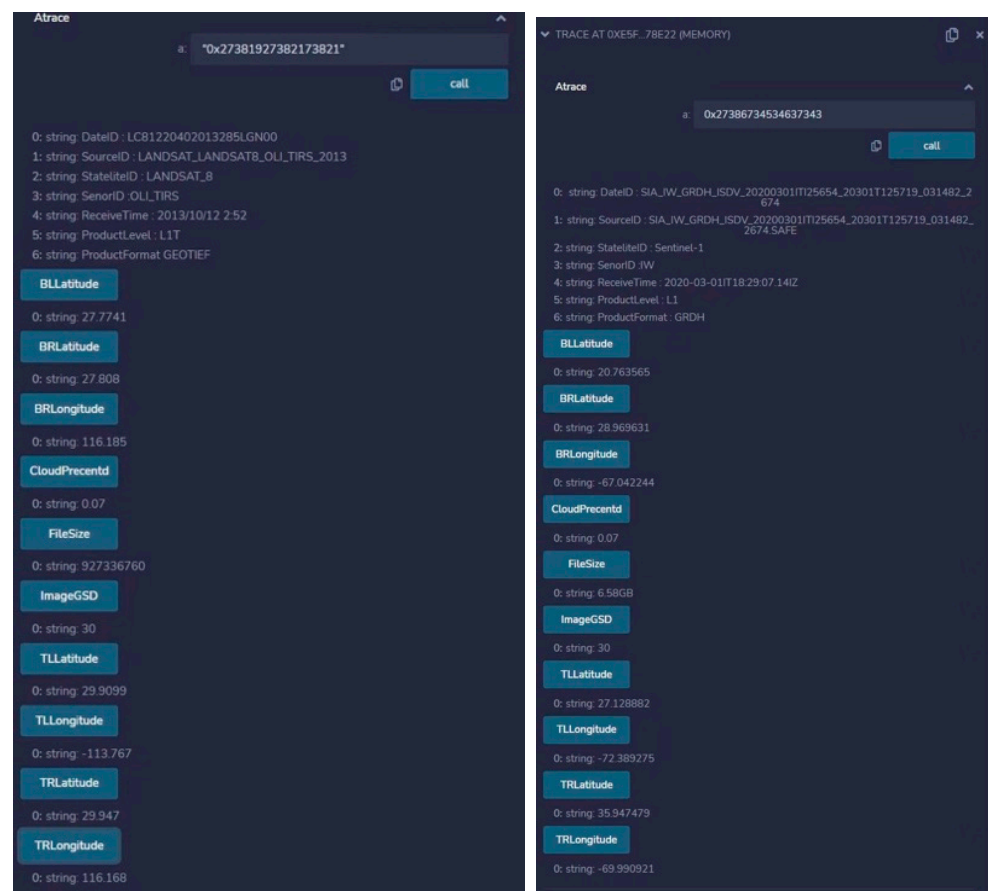 Atrace
a: "0x27381927382173821"
call
0: string: DateID : LC81220402013285LGN00
1: string: SourceID : LANDSAT_LANDSAT8_OLI_TIRS_2013
2: string: StateliteID : LANDSAT_8
3: string: SenorID :OLI_TIRS
4: string: ReceiveTime : 2013/10/12 2:52
5: string: ProductLevel : L1T
6: string: ProductFormat GEOTIEF
BLLatitude
0: string: 27.7741
BRLatitude
0: string: 27.808
BRLongitude
0: string: 116.185
CloudPrecentd
0: string: 0.07
FileSize
0: string: 927336760
ImageGSD
0: string: 30
TLLatitude
0: string: 29.9099
TLLongitude
0: string: -113.767
TRLatitude
0: string: 29.947
TRLongitude
0: string: 116.168
TRACE AT 0XE5F...78E22 (MEMORY)
Atrace
a: 0x27386734534637343
call
0: string: DateID : SIA_IW_GRDH_ISDV_20200301ITI25654_20301T125719_031482_2
674
1: string: SourceID : SIA_IW_GRDH_ISDV_20200301ITI25654_20301T125719_031482_
2674.SAFE
2: string: StateliteID : Sentinel-1
3: string: SenorID :IW
4: string: ReceiveTime : 2020-03-01IT18:29:07.14IZ
5: string: ProductLevel : L1
6: string: ProductFormat : GRDH
BLLatitude
0: string: 20.763565
BRLatitude
0: string: 28.969631
BRLongitude
0: string: -67.042244
CloudPrecentd
0: string: 0.07
FileSize
0: string: 6.58GB
ImageGSD
0: string: 30
TLLatitude
0: string: 27.128882
TLLongitude
0: string: -72.389275
TRLatitude
0: string: 35.947479
TRLongitude
0: string: -69.990921